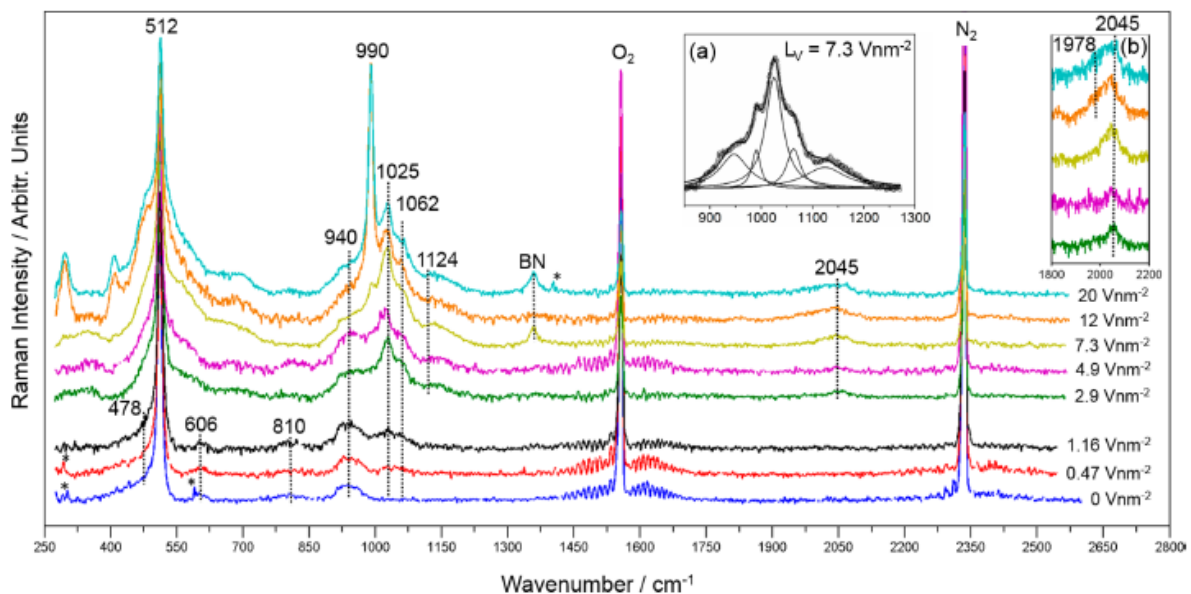 512
990
O2
(a)
LV = 7.3 Vnm-2
N2
2045
1978
(b)
1025
1062
940
1124
BN
*
2045
20 Vnm-2
12 Vnm-2
7.3 Vnm-2
4.9 Vnm-2
2.9 Vnm-2
478
606
810
1.16 Vnm-2
*
0.47 Vnm-2
*
*
0 Vnm-2
900 1000 1100 1200 1300
1800 2000 2200
250 400 550 700 850 1000 1150 1300 1450 1600 1750 1900 2050 2200 2350 2500 2650 2800
Wavenumber / cm-1
Raman Intensity / Arbitr. Units